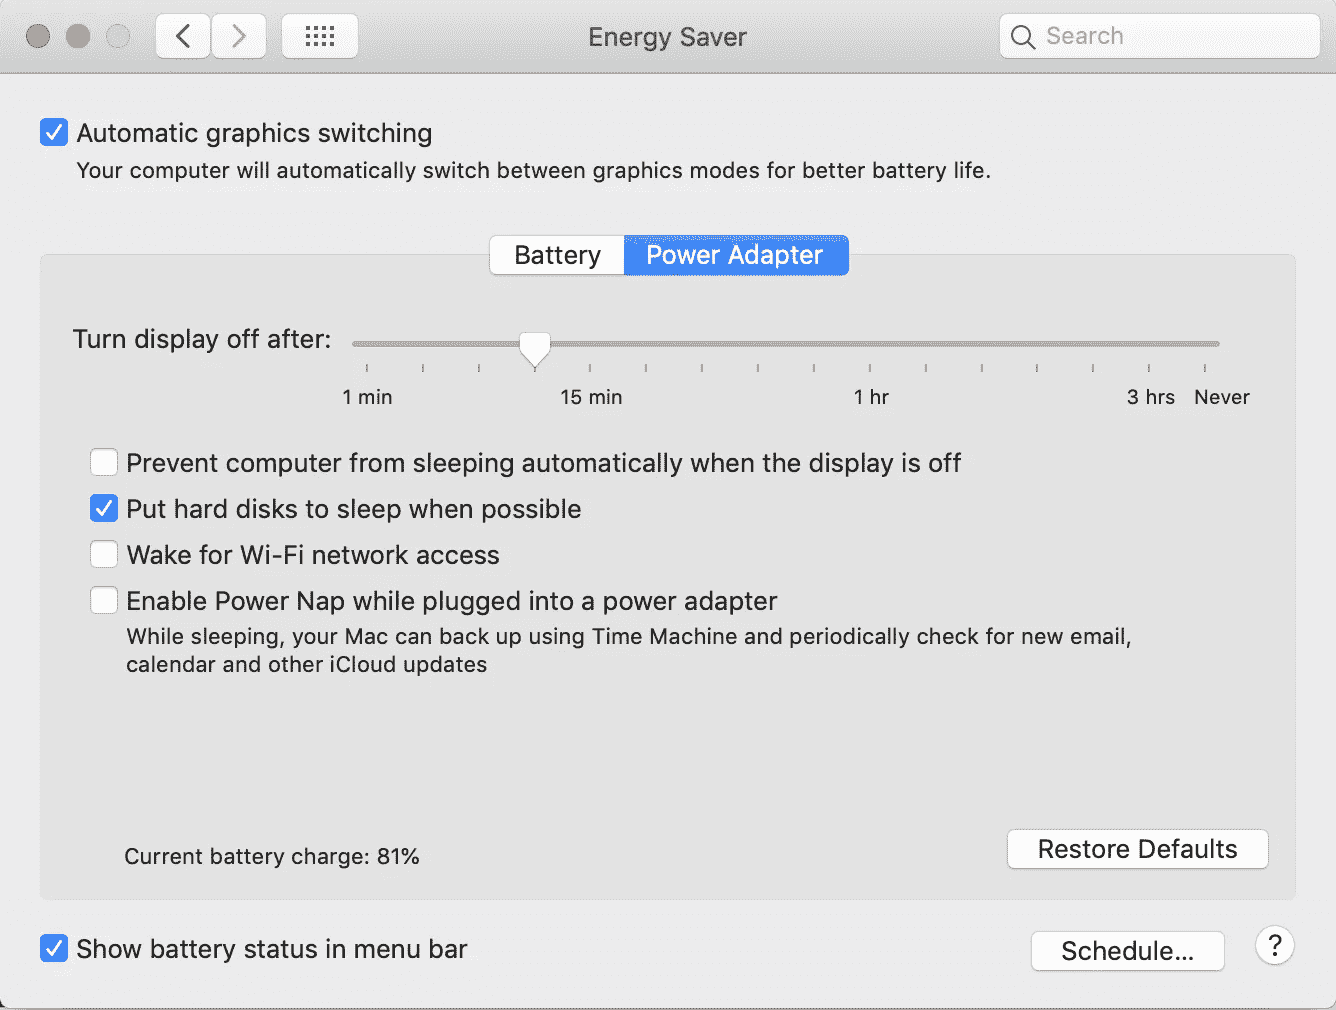 Energy Saver
Search
Automatic graphics switching
Your computer will automatically switch between graphics modes for better battery life.
Battery
Power Adapter
Turn display off after:
1 min
15 min
1 hr
3 hrs
Never
Prevent computer from sleeping automatically when the display is off
Put hard disks to sleep when possible
Wake for Wi-Fi network access
Enable Power Nap while plugged into a power adapter
While sleeping, your Mac can back up using Time Machine and periodically check for new email,
calendar and other iCloud updates
Current battery charge: 81%
Restore Defaults
Show battery status in menu bar
Schedule...
?